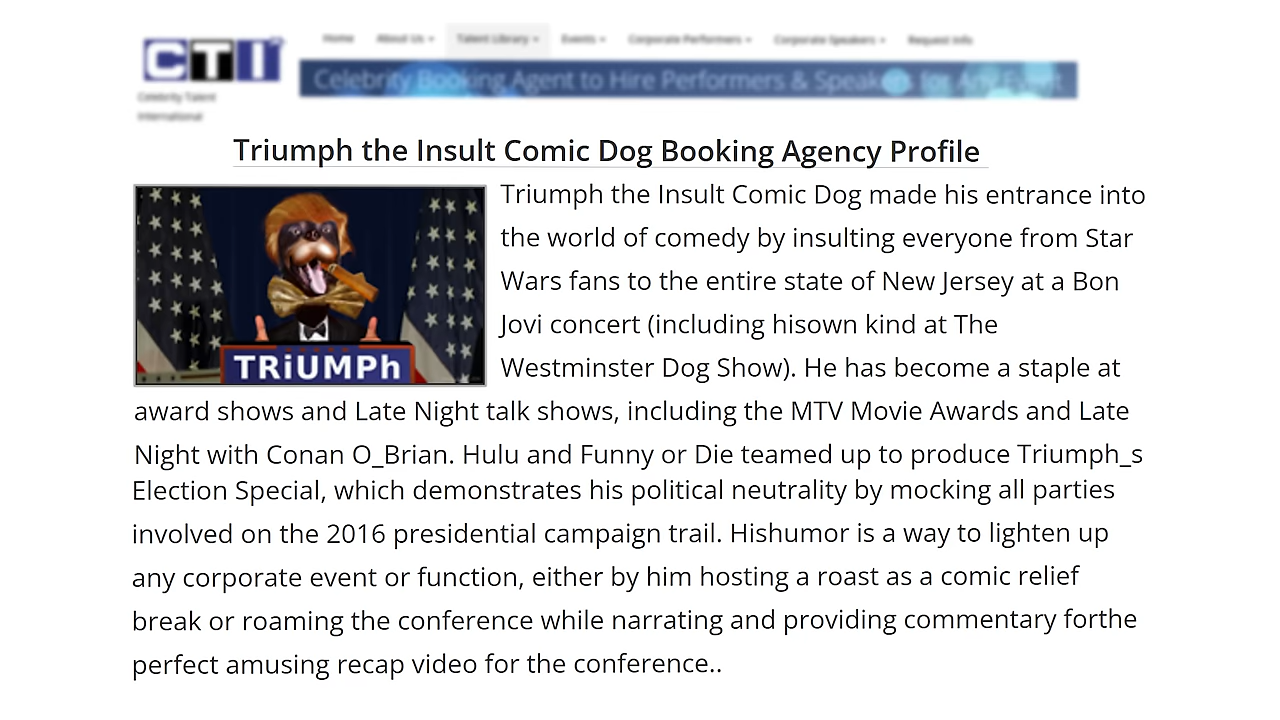 CTI
Home About Us Talent Library Events Corporate Performers Corporate Speakers Request Info
Celebrity Booking Agent to Hire Performers & Speakers for Any Event
Celebrity Talent
International
Triumph the Insult Comic Dog Booking Agency Profile
Triumph the Insult Comic Dog made his entrance into
the world of comedy by insulting everyone from Star
Wars fans to the entire state of New Jersey at a Bon
Jovi concert (including hisown kind at The
Westminster Dog Show). He has become a staple at
TRiUMPh
award shows and Late Night talk shows, including the MTV Movie Awards and Late
Night with Conan O_Brian. Hulu and Funny or Die teamed up to produce Triumph_s
Election Special, which demonstrates his political neutrality by mocking all parties
involved on the 2016 presidential campaign trail. Hishumor is a way to lighten up
any corporate event or function, either by him hosting a roast as a comic relief
break or roaming the conference while narrating and providing commentary forthe
perfect amusing recap video for the conference..